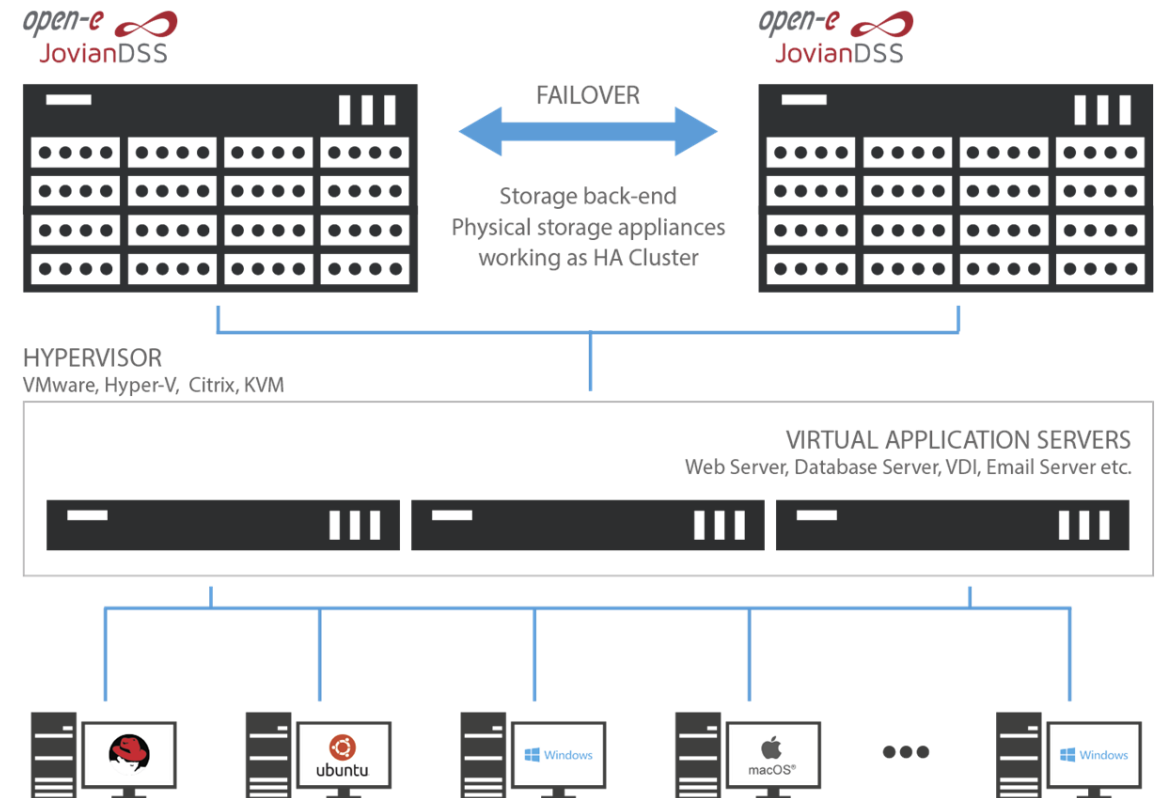 open-e
JovianDSS
open-e
JovianDSS
FAILOVER
Storage back-end
Physical storage appliances
working as HA Cluster
HYPERVISOR
VMware, Hyper-V, Citrix, KVM
VIRTUAL APPLICATION SERVERS
Web Server, Database Server, VDI, Email Server etc.
ubuntu
Windows
macOS®
Windows